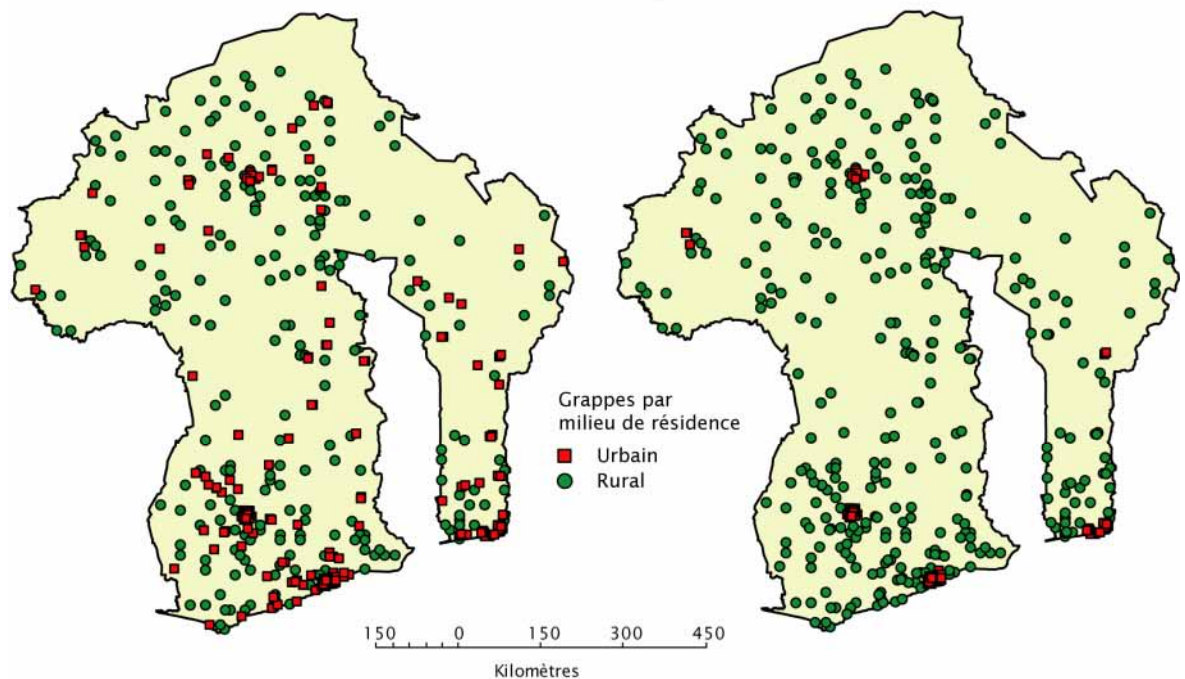 Grappes par
milieu de résidence
Urbain
Rural
150 0 150 300 450
Kilomètres